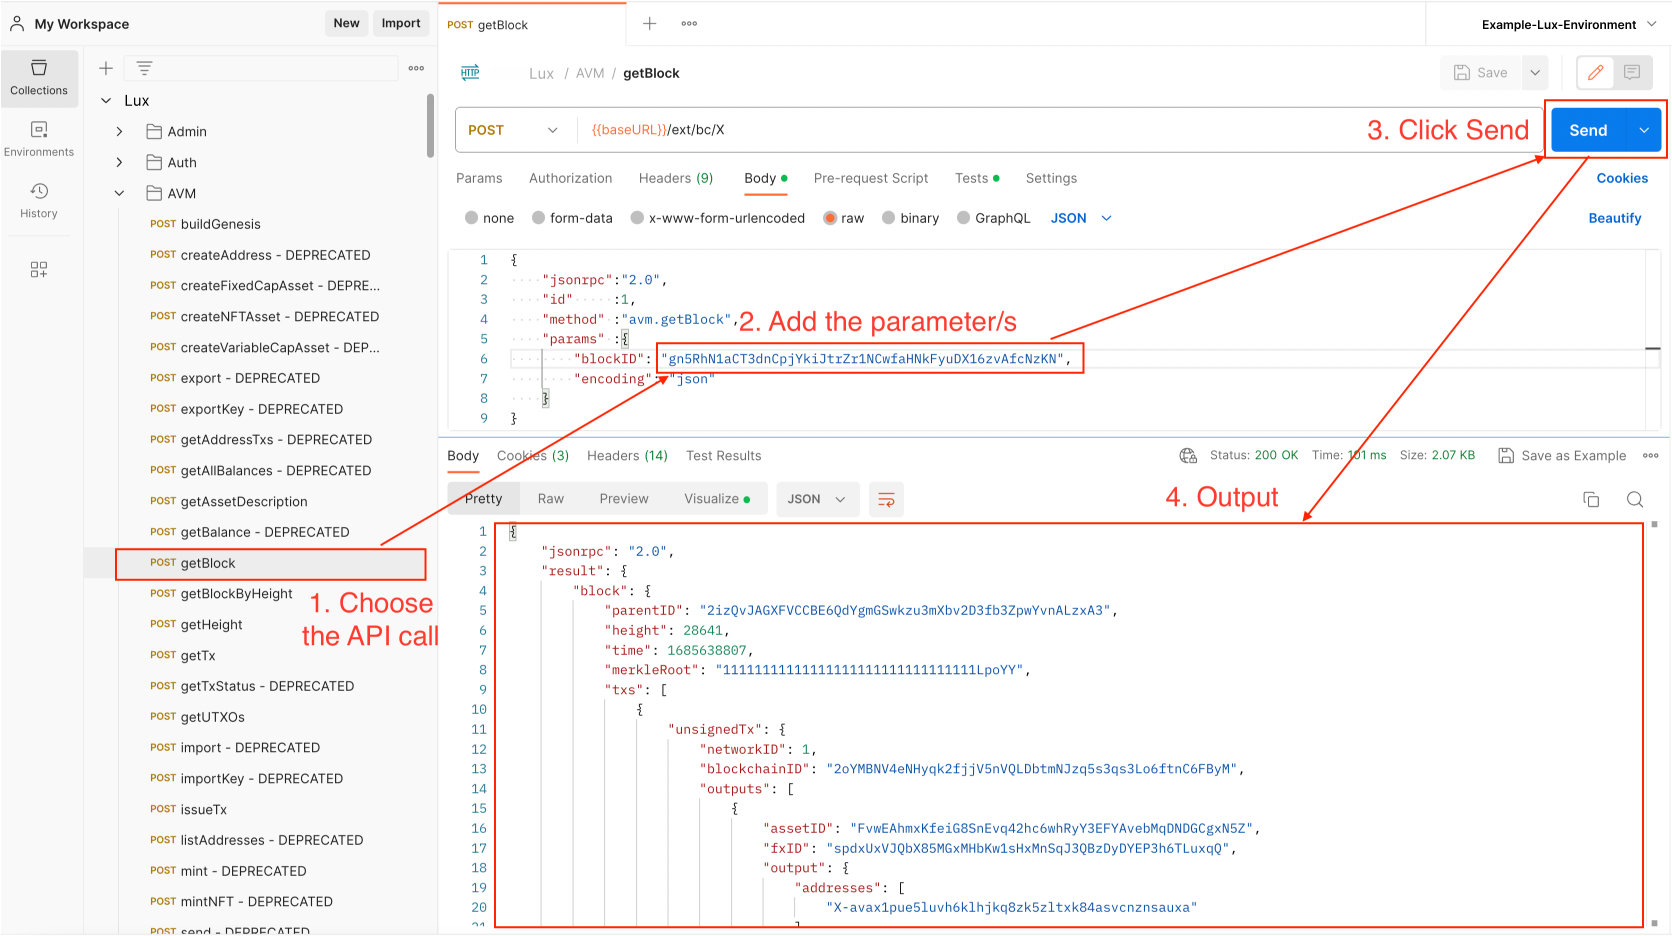 My Workspace
New
Import
Collections
Environments
History
Lux
Admin
Auth
AVM
POST buildGenesis
POST createAddress - DEPRECATED
POST createFixedCapAsset - DEPRE...
POST createNFTAsset - DEPRECATED
POST createVariableCapAsset - DEP...
POST export - DEPRECATED
POST exportKey - DEPRECATED
POST getAddressTxs - DEPRECATED
POST getAllBalances - DEPRECATED
POST getAssetDescription
POST getBalance - DEPRECATED
POST getBlock
POST getBlockByHeight
POST getHeight
POST getTx
POST getTxStatus - DEPRECATED
POST getUTXOs
POST import - DEPRECATED
POST importKey - DEPRECATED
POST issueTx
POST listAddresses - DEPRECATED
POST mint - DEPRECATED
POST mintNFT - DEPRECATED
POST send - DEPRECATED
1. Choose
the API call
POST getBlock
Example-Lux-Environment
HTTP
Lux / AVM / getBlock
Save
POST
{{baseURL}}/ext/bc/X
3. Click Send
Send
Params Authorization Headers (9) Body Pre-request Script Tests Settings
Cookies
none form-data x-www-form-urlencoded raw binary GraphQL JSON
Beautify
1 {
2 "jsonrpc":"2.0",
3 "id" :1,
4 "method" :"avm.getBlock",
2. Add the parameter/s
5 "params" :{
6 "blockID": "gn5RhN1aCT3dnCpjYkiJtrZr1NCwfaHNkFyuDX16zvAfcNzKN",
7 "encoding": "json"
8 }
9 }
Body Cookies (3) Headers (14) Test Results
Status: 200 OK Time: 101 ms Size: 2.07 KB
Save as Example
Pretty Raw Preview Visualize JSON
4. Output
1 {
2 "jsonrpc": "2.0",
3 "result": {
4 "block": {
5 "parentID": "2izQvJAGXFVCCBE6QdYgmGSwkzu3mXbv2D3fb3ZpwYvnALzxA3",
6 "height": 28641,
7 "time": 1685638807,
8 "merkleRoot": "11111111111111111111111111111111LpoYY",
9 "txs": [
10 {
11 "unsignedTx": {
12 "networkID": 1,
13 "blockchainID": "2oYMBNV4eNHyqk2fjjV5nVQLDbtmNJzq5s3qs3Lo6ftnC6FByM",
14 "outputs": [
15 {
16 "assetID": "FvwEAhmxKfeiG8SnEvq42hc6whRyY3EFYAvebMqDNDGCgxN5Z",
17 "fxID": "spdxUxVJQbX85MGxMHbKw1sHxMnSqJ3QBzDyDYEP3h6TLuxqQ",
18 "output": {
19 "addresses": [
20 "X-avax1pue5luvh6klhjkq8zk5zltxk84asvcnznsauxa"
21 ]